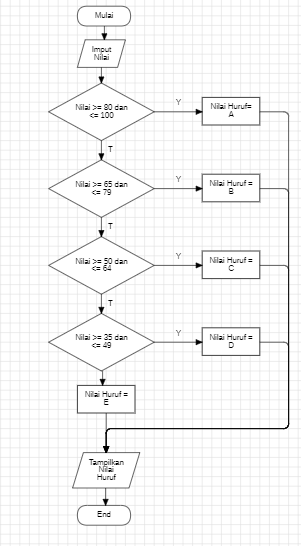 Mulai
Imput
Nilai
Nilai >= 80 dan
<= 100
Y
Nilai Huruf=
A
T
Nilai >= 65 dan
<= 79
Y
Nilai Huruf =
B
T
Nilai >= 50 dan
<= 64
Y
Nilai Huruf =
C
T
Nilai >= 35 dan
<= 49
Y
Nilai Huruf =
D
Nilai Huruf =
E
Tampilkan
Nilai
Huruf
End